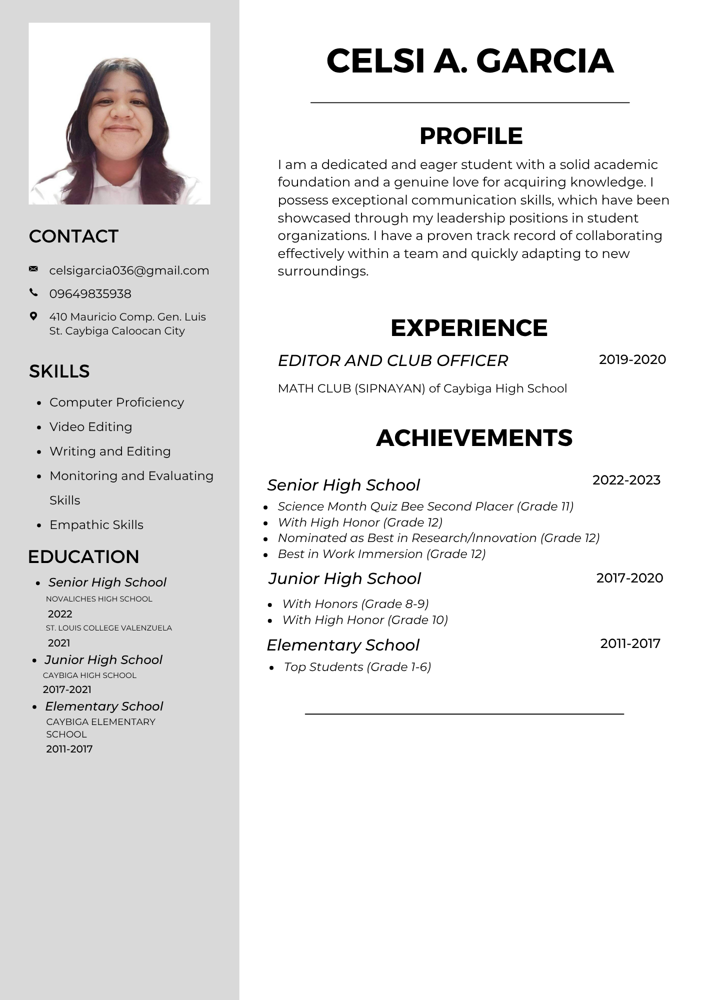 CELSI A. GARCIA
CONTACT
celsigarcia036@gmail.com
09649835938
410 Mauricio Comp. Gen. Luis
St. Caybiga Caloocan City
SKILLS
Computer Proficiency
Video Editing
Writing and Editing
Monitoring and Evaluating
Skills
Empathic Skills
EDUCATION
Senior High School
NOVALICHES HIGH SCHOOL
2022
ST. LOUIS COLLEGE VALENZUELA
2021
Junior High School
CAYBIGA HIGH SCHOOL
2017-2021
Elementary School
CAYBIGA ELEMENTARY
SCHOOL
2011-2017
PROFILE
I am a dedicated and eager student with a solid academic
foundation and a genuine love for acquiring knowledge. I
possess exceptional communication skills, which have been
showcased through my leadership positions in student
organizations. I have a proven track record of collaborating
effectively within a team and quickly adapting to new
surroundings.
EXPERIENCE
EDITOR AND CLUB OFFICER 2019-2020
MATH CLUB (SIPNAYAN) of Caybiga High School
ACHIEVEMENTS
Senior High School 2022-2023
Science Month Quiz Bee Second Placer (Grade 11)
With High Honor (Grade 12)
Nominated as Best in Research/Innovation (Grade 12)
Best in Work Immersion (Grade 12)
Junior High School 2017-2020
With Honors (Grade 8-9)
With High Honor (Grade 10)
Elementary School 2011-2017
Top Students (Grade 1-6)